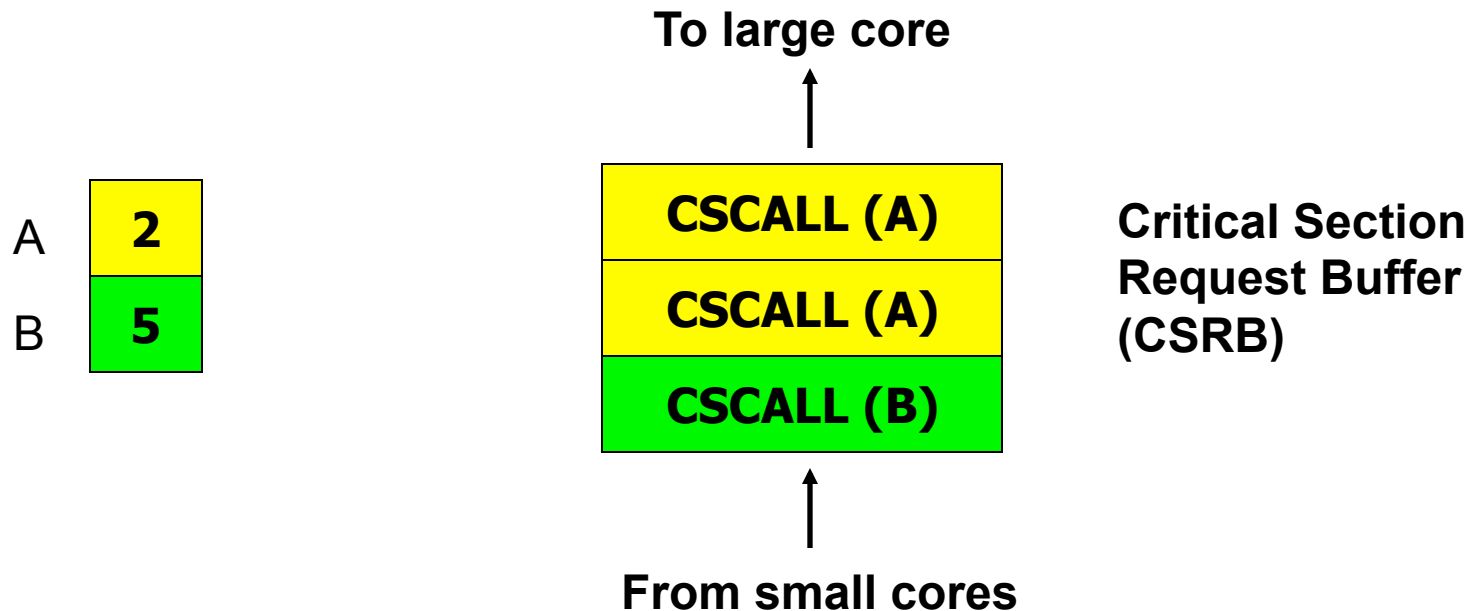 To large core
A
2
B
5
CSCALL (A)
CSCALL (A)
CSCALL (B)
Critical Section
Request Buffer
(CSRB)
From small cores